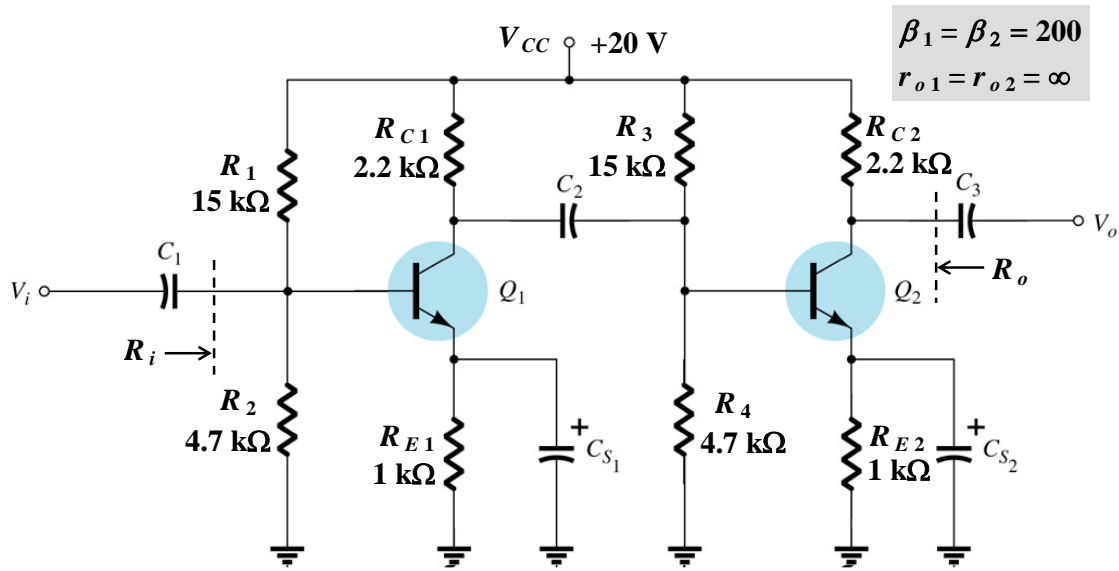 V_CC +20 V
β₁ = β₂ = 200
r_o1 = r_o2 = ∞
R_C1
2.2 kΩ
R_3
15 kΩ
R_C2
2.2 kΩ
R_1
15 kΩ
C_2
C_3
V_o
C_1
V_i
Q_1
Q_2
R_o
R_i
R_2
4.7 kΩ
R_E1
1 kΩ
+
C_S1
R_4
4.7 kΩ
R_E2
1 kΩ
+
C_S2